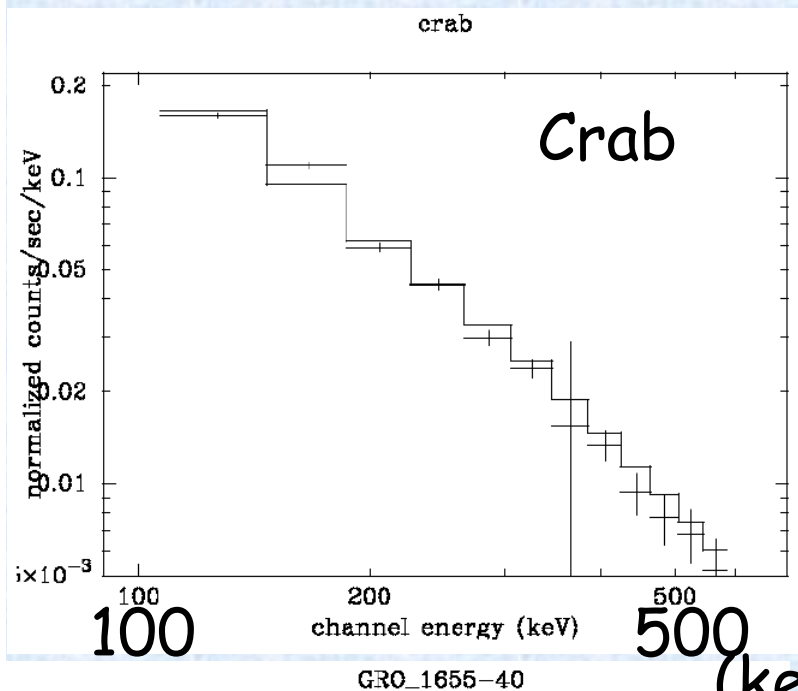 crab
Crab
normalized counts/sec/keV
0.2
0.1
0.05
0.02
0.01
×10⁻³
100 200 500
channel energy (keV)
100 500
GRO_1655-40